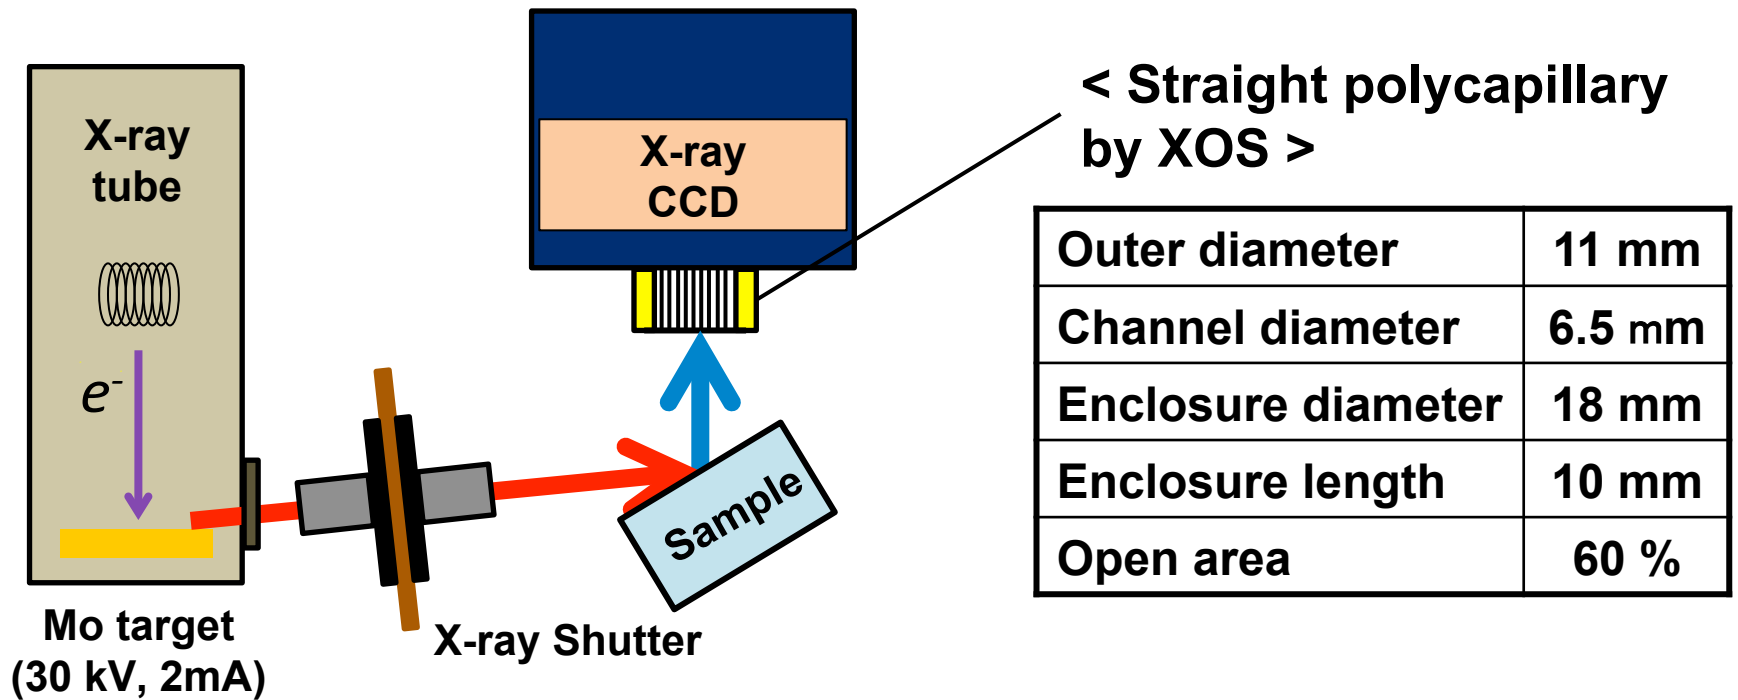 X-ray
tube
e-
Mo target
(30 kV, 2mA)
X-ray Shutter
X-ray
CCD
Sample
< Straight polycapillary
by XOS >
Outer diameter 11 mm
Channel diameter 6.5 mm
Enclosure diameter 18 mm
Enclosure length 10 mm
Open area 60 %